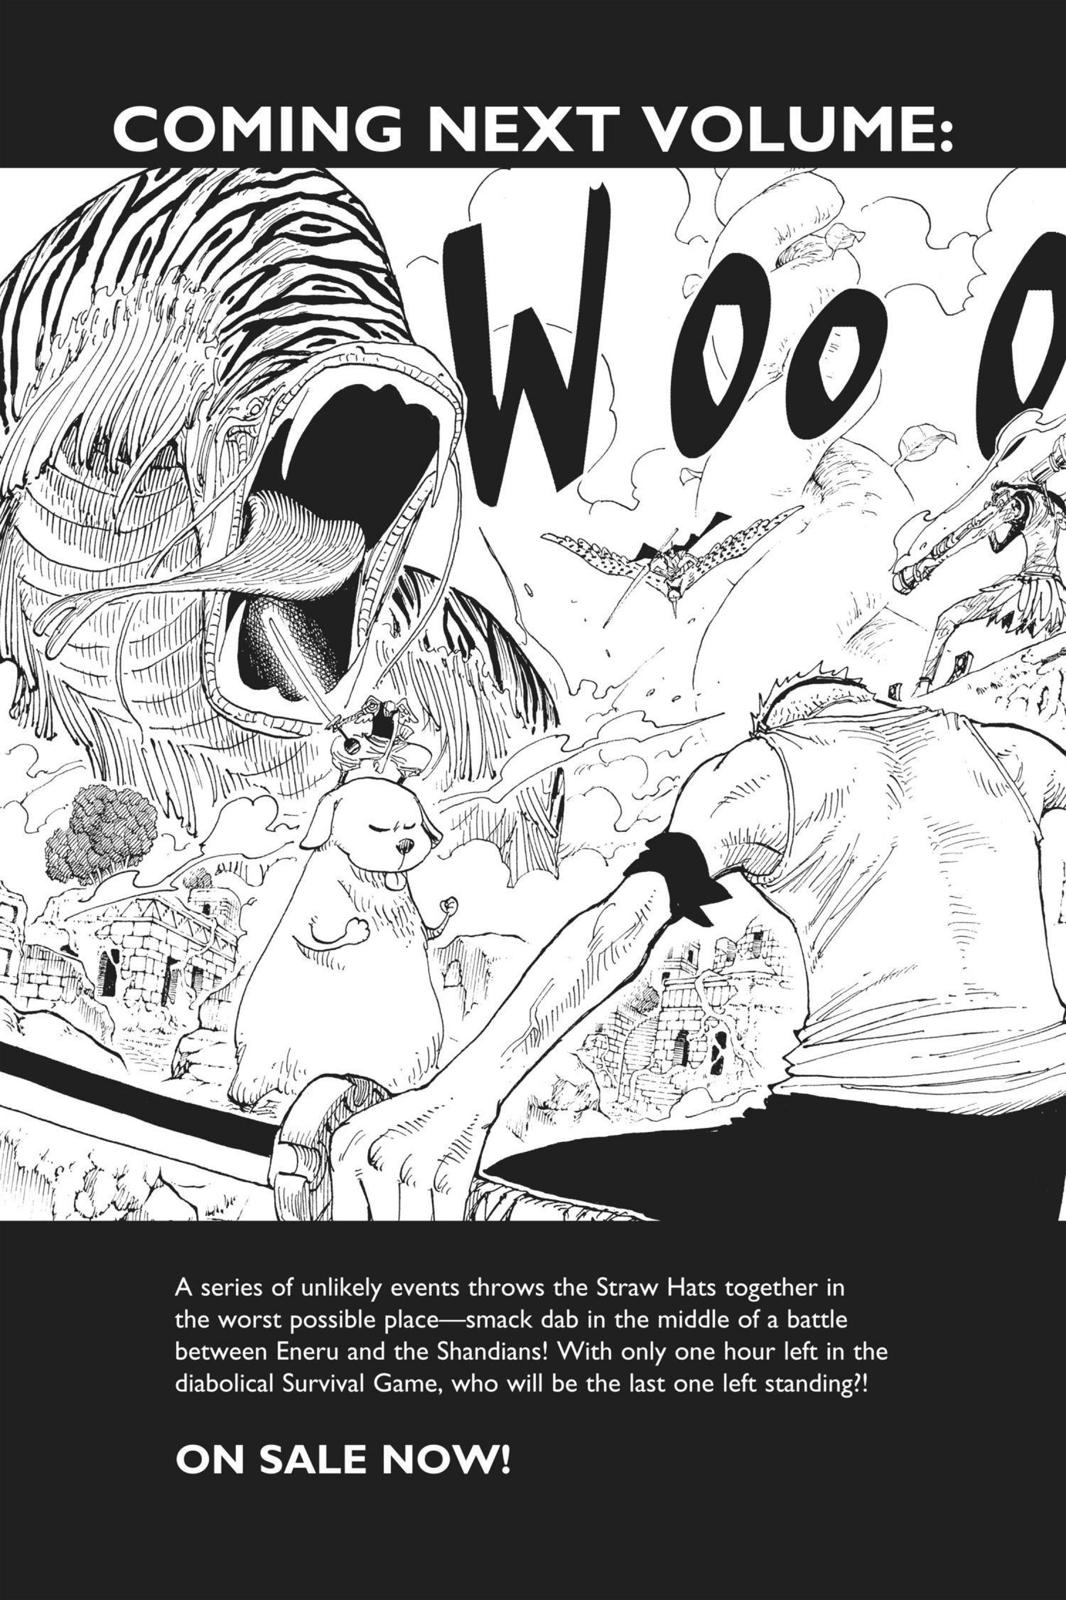 COMING NEXT VOLUME:
WOOO
A series of unlikely events throws the Straw Hats together in
the worst possible place—smack dab in the middle of a battle
between Eneru and the Shandians! With only one hour left in the
diabolical Survival Game, who will be the last one left standing?!
ON SALE NOW!